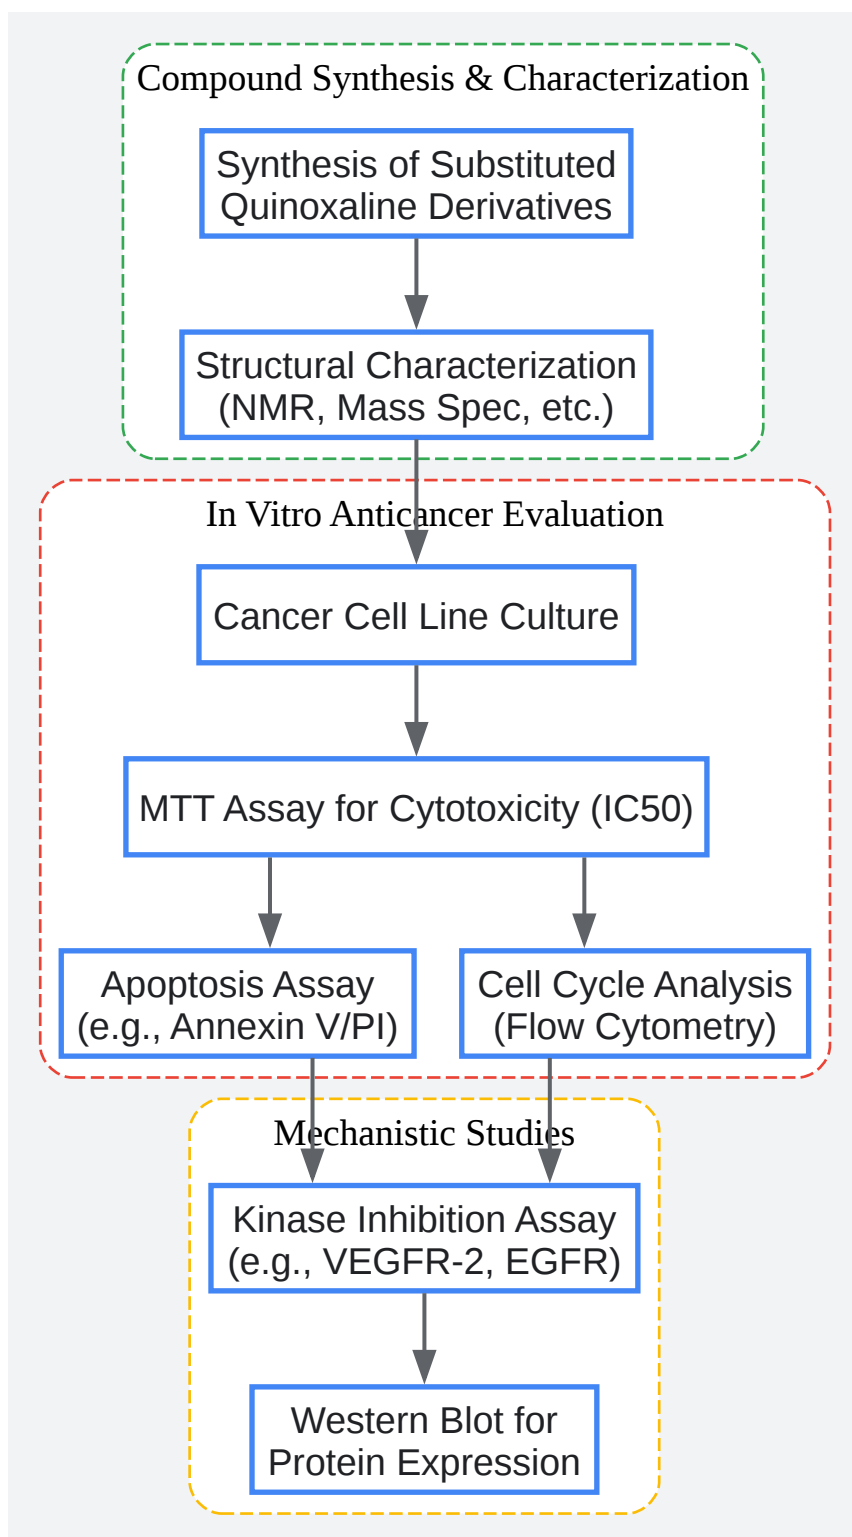 Compound Synthesis & Characterization
Synthesis of Substituted
Quinoxaline Derivatives
Structural Characterization
(NMR, Mass Spec, etc.)
In Vitro Anticancer Evaluation
Cancer Cell Line Culture
MTT Assay for Cytotoxicity (IC50)
Apoptosis Assay
(e.g., Annexin V/PI)
Cell Cycle Analysis
(Flow Cytometry)
Mechanistic Studies
Kinase Inhibition Assay
(e.g., VEGFR-2, EGFR)
Western Blot for
Protein Expression